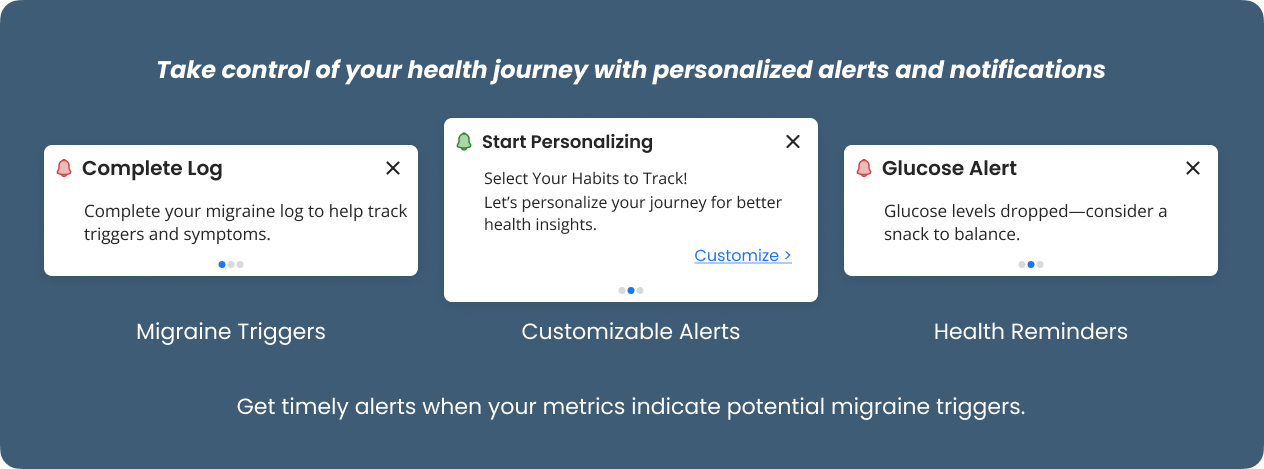 Take control of your health journey with personalized alerts and notifications
Complete Log
Complete your migraine log to help track
triggers and symptoms.
Migraine Triggers
Start Personalizing
Select Your Habits to Track!
Let’s personalize your journey for better
health insights.
Customize >
Customizable Alerts
Glucose Alert
Glucose levels dropped—consider a
snack to balance.
Health Reminders
Get timely alerts when your metrics indicate potential migraine triggers.